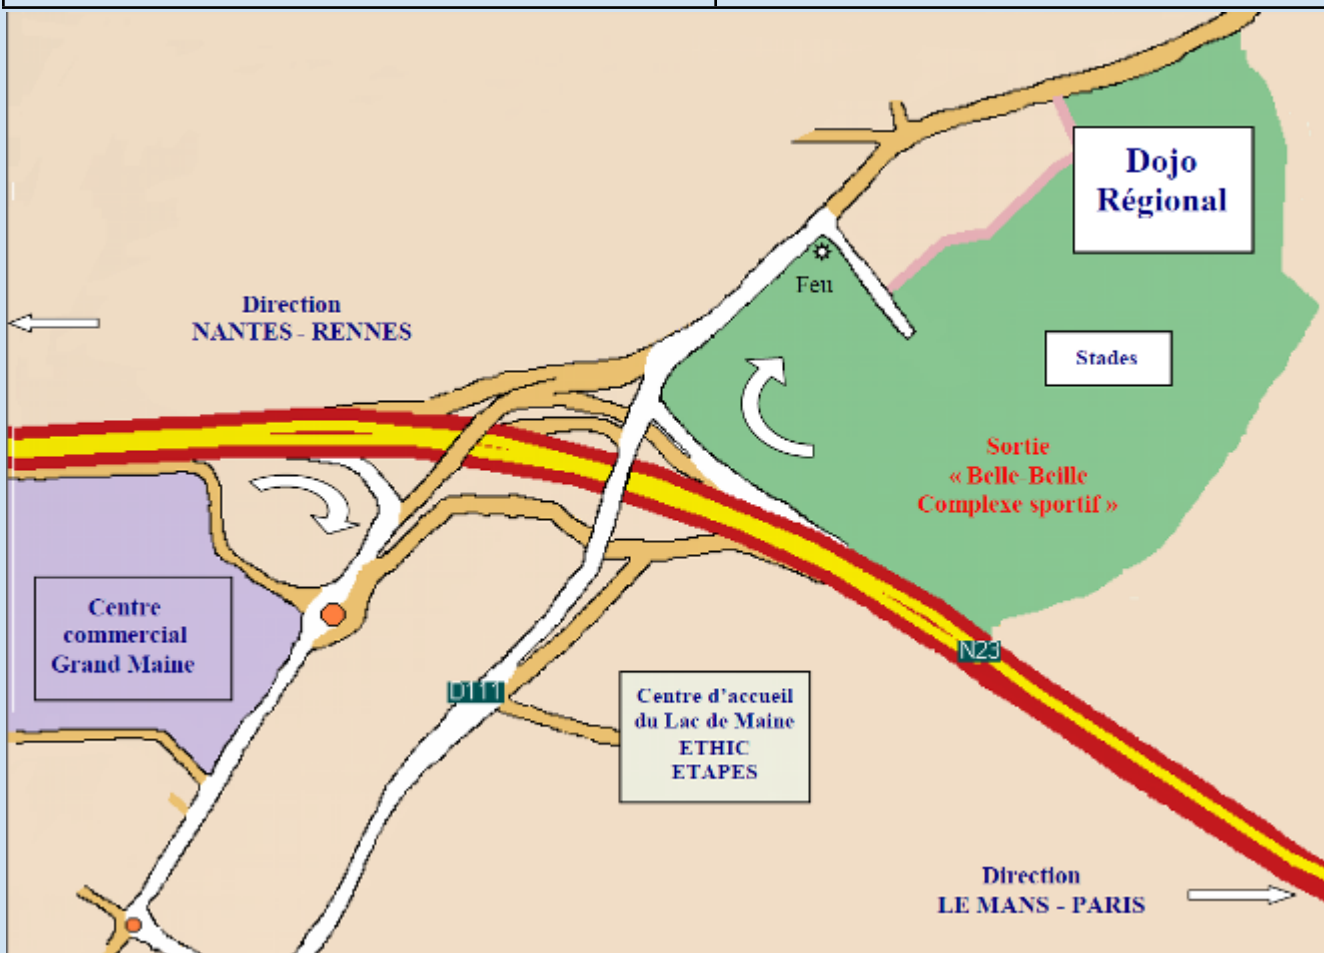 Dojo
Régional
Feu
Direction
NANTES - RENNES
Stades
Sortie
« Belle-Beille
Complexe sportif »
Centre
commercial
Grand Maine
N23
D111
Centre d'accueil
du Lac de Maine
ETHIC
ETAPES
Direction
LE MANS - PARIS